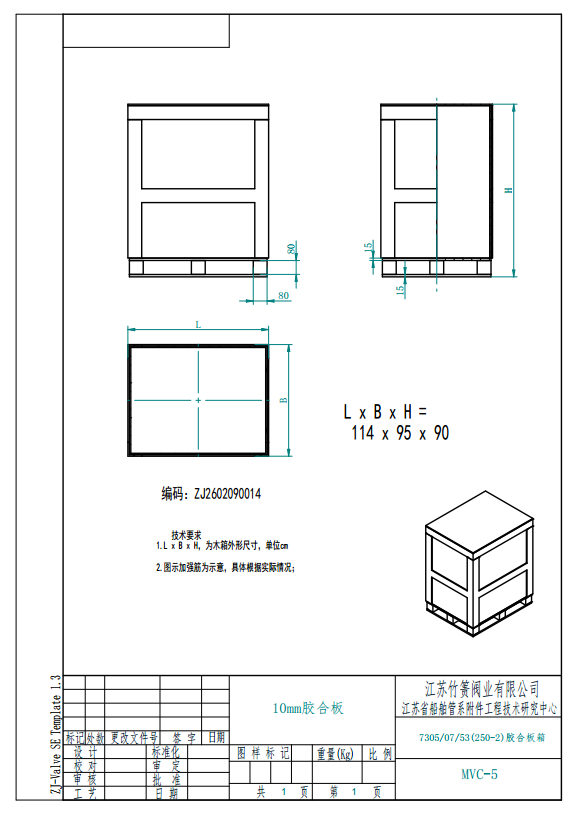 H
15
80
15
80
L
B
L x B x H =
114 x 95 x 90
编码: ZJ2602090014
技术要求
1.L x B x H, 为木箱外形尺寸, 单位cm
2.图示加强筋为示意, 具体根据实际情况;
ZJ-Valve SE Template 1.3
10mm胶合板
江苏竹箦阀业有限公司
江苏省船舶管系附件工程技术研究中心
标记 处数 更改文件号 签 字 日期
7305/07/53(250-2)胶合板箱
设 计 标准化
图 样 标 记 重量(Kg) 比 例
校 对 审 定
审 核 批 准
MVC-5
工 艺 日 期
共 1 页 第 1 页